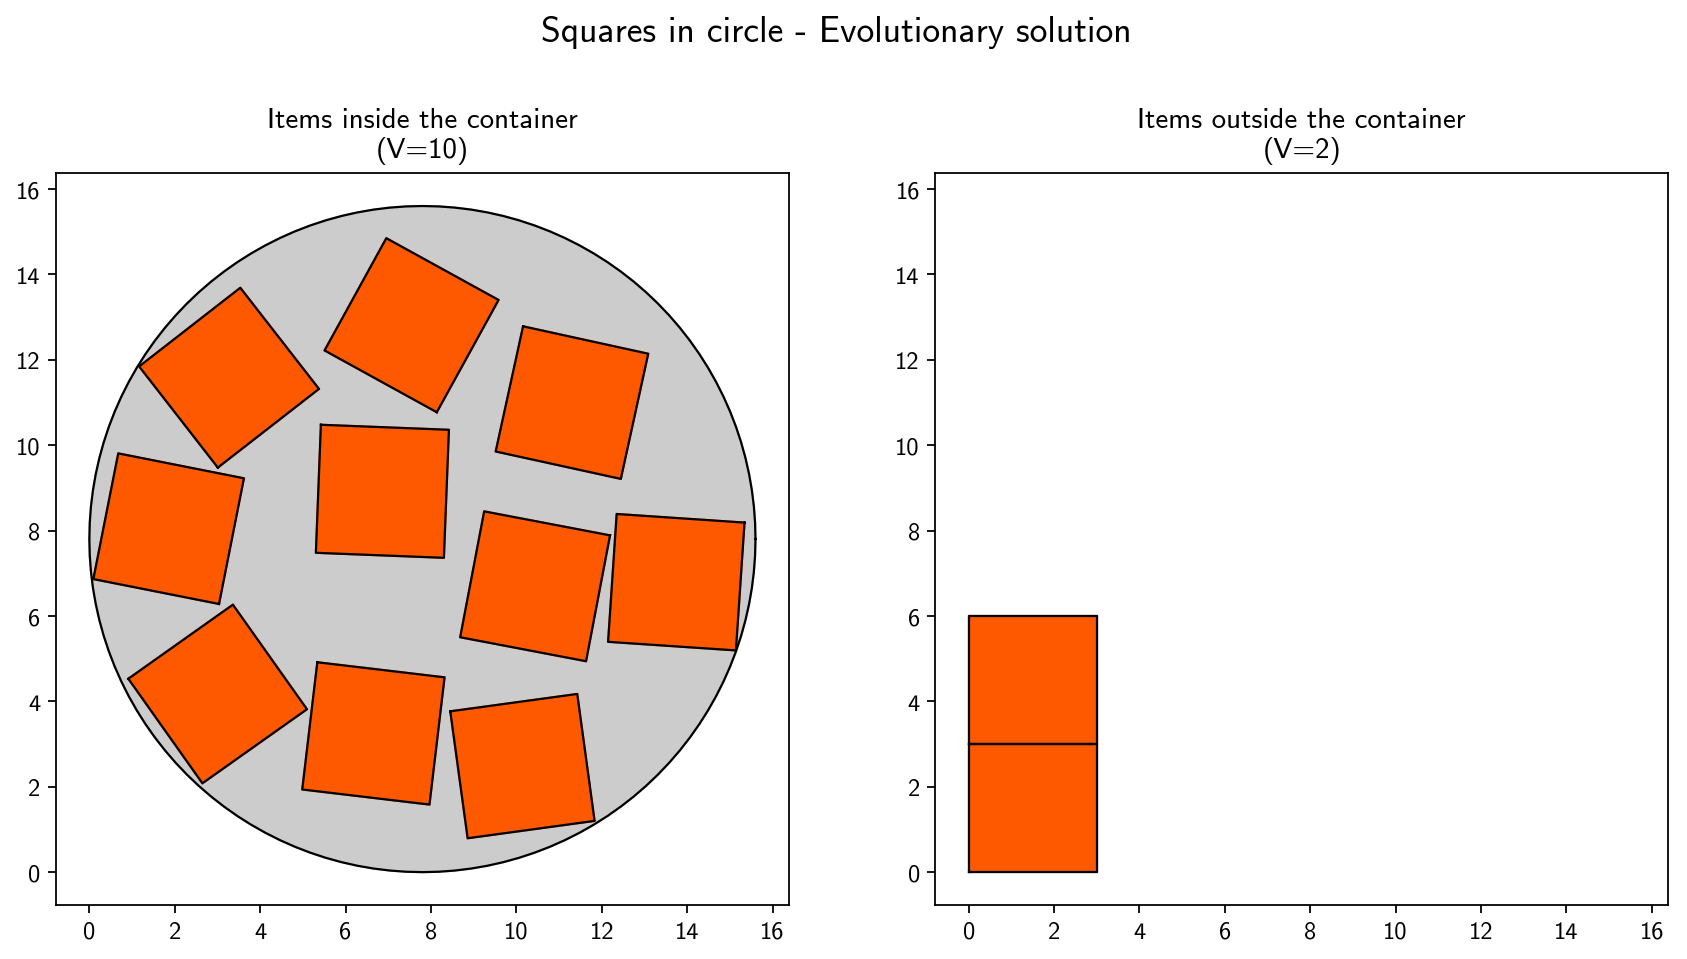 Squares in circle - Evolutionary solution
Items inside the container
(V=10)
16
14
12
10
8
6
4
2
0
0 2 4 6 8 10 12 14 16
Items outside the container
(V=2)
16
14
12
10
8
6
4
2
0
0 2 4 6 8 10 12 14 16